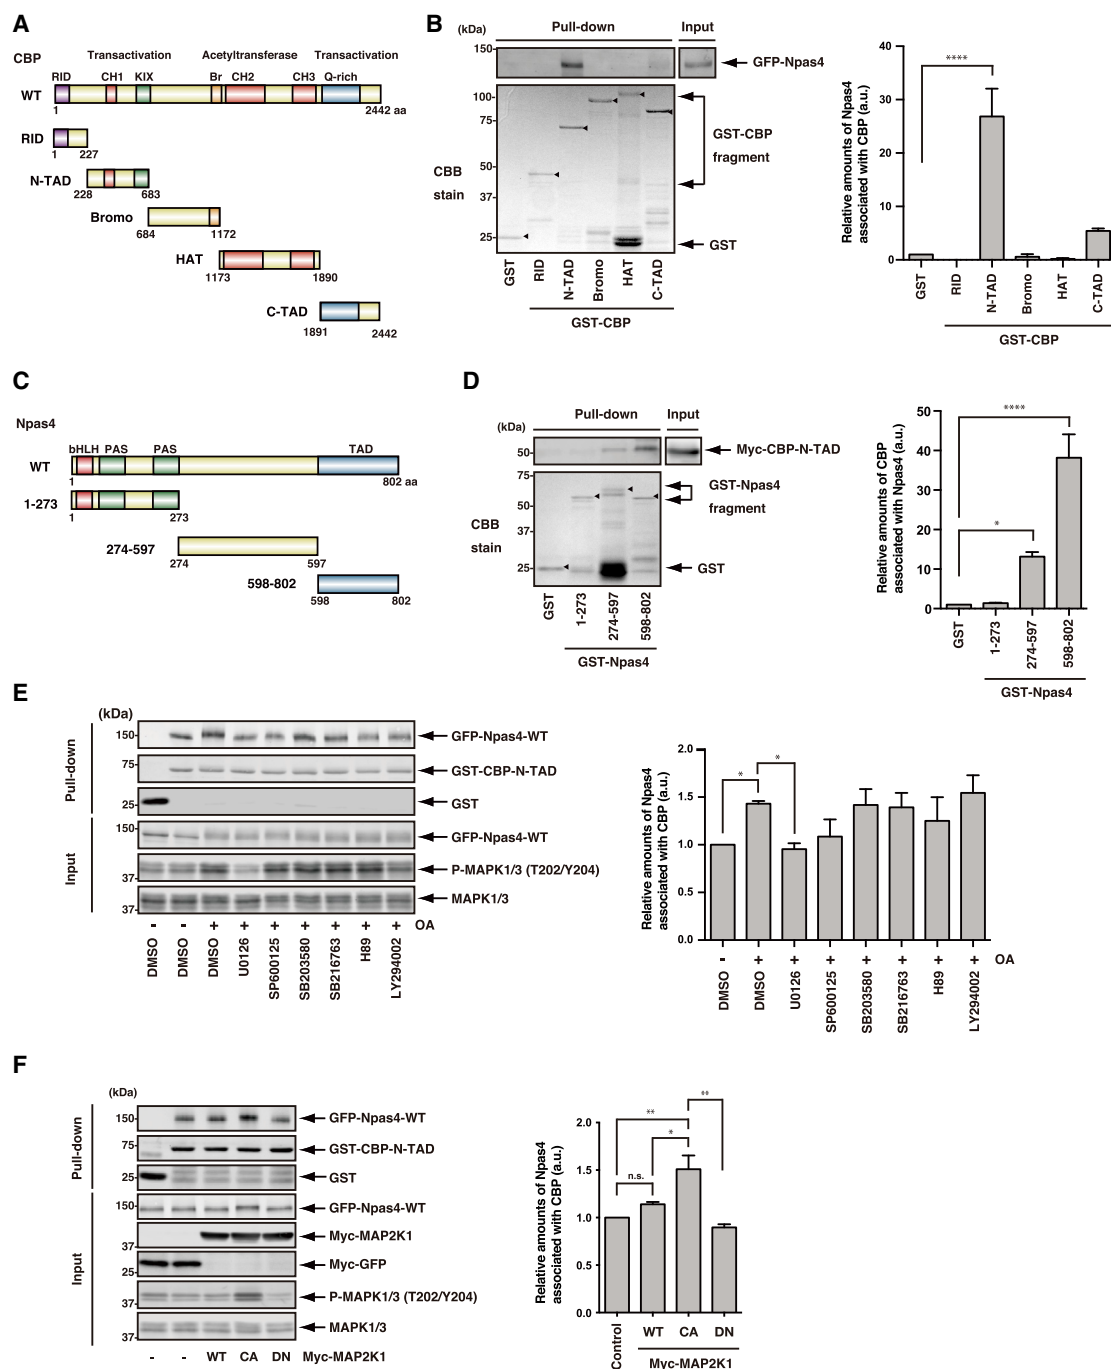 A
CBP
Transactivation Acetyltransferase Transactivation
RID CH1 KIX Br CH2 CH3 Q-rich
WT
1 2442 aa
RID
1 227
N-TAD
228 683
Bromo
684 1172
HAT
1173 1890
C-TAD
1891 2442
B
(kDa) Pull-down Input
150
GFP-Npas4
100
75
50
37
25
CBB
stain
GST-CBP
fragment
GST
GST RID N-TAD Bromo HAT C-TAD
GST-CBP
Relative amounts of Npas4
associated with CBP (a.u.)
40
30
20
10
0
****
GST RID N-TAD Bromo HAT C-TAD
GST-CBP
C
Npas4
bHLH PAS PAS TAD
WT
1 802 aa
1-273
1 273
274-597
274 597
598-802
598 802
D
(kDa) Pull-down Input
50
Myc-CBP-N-TAD
75
50
37
25
CBB
stain
GST-Npas4
fragment
GST
GST 1-273 274-597 598-802
GST-Npas4
Relative amounts of CBP
associated with Npas4 (a.u.)
50
40
30
20
10
0
****
*
GST 1-273 274-597 598-802
GST-Npas4
E
(kDa)
Pull-down
150 GFP-Npas4-WT
75 GST-CBP-N-TAD
25 GST
Input
150 GFP-Npas4-WT
37 P-MAPK1/3 (T202/Y204)
37 MAPK1/3
- - + + + + + + + OA
DMSO DMSO DMSO U0126 SP600125 SB203580 SB216763 H89 LY294002
Relative amounts of Npas4
associated with CBP (a.u.)
2.0
1.5
1.0
0.5
0.0
* *
- + + + + + + + OA
DMSO DMSO U0126 SP600125 SB203580 SB216763 H89 LY294002
F
(kDa)
Pull-down
150 GFP-Npas4-WT
75 GST-CBP-N-TAD
25 GST
Input
150 GFP-Npas4-WT
37 Myc-MAP2K1
25 Myc-GFP
37 P-MAPK1/3 (T202/Y204)
37 MAPK1/3
- - WT CA DN Myc-MAP2K1
Relative amounts of Npas4
associated with CBP (a.u.)
2.0
1.5
1.0
0.5
0.0
**
**
*
n.s.
Control WT CA DN
Myc-MAP2K1